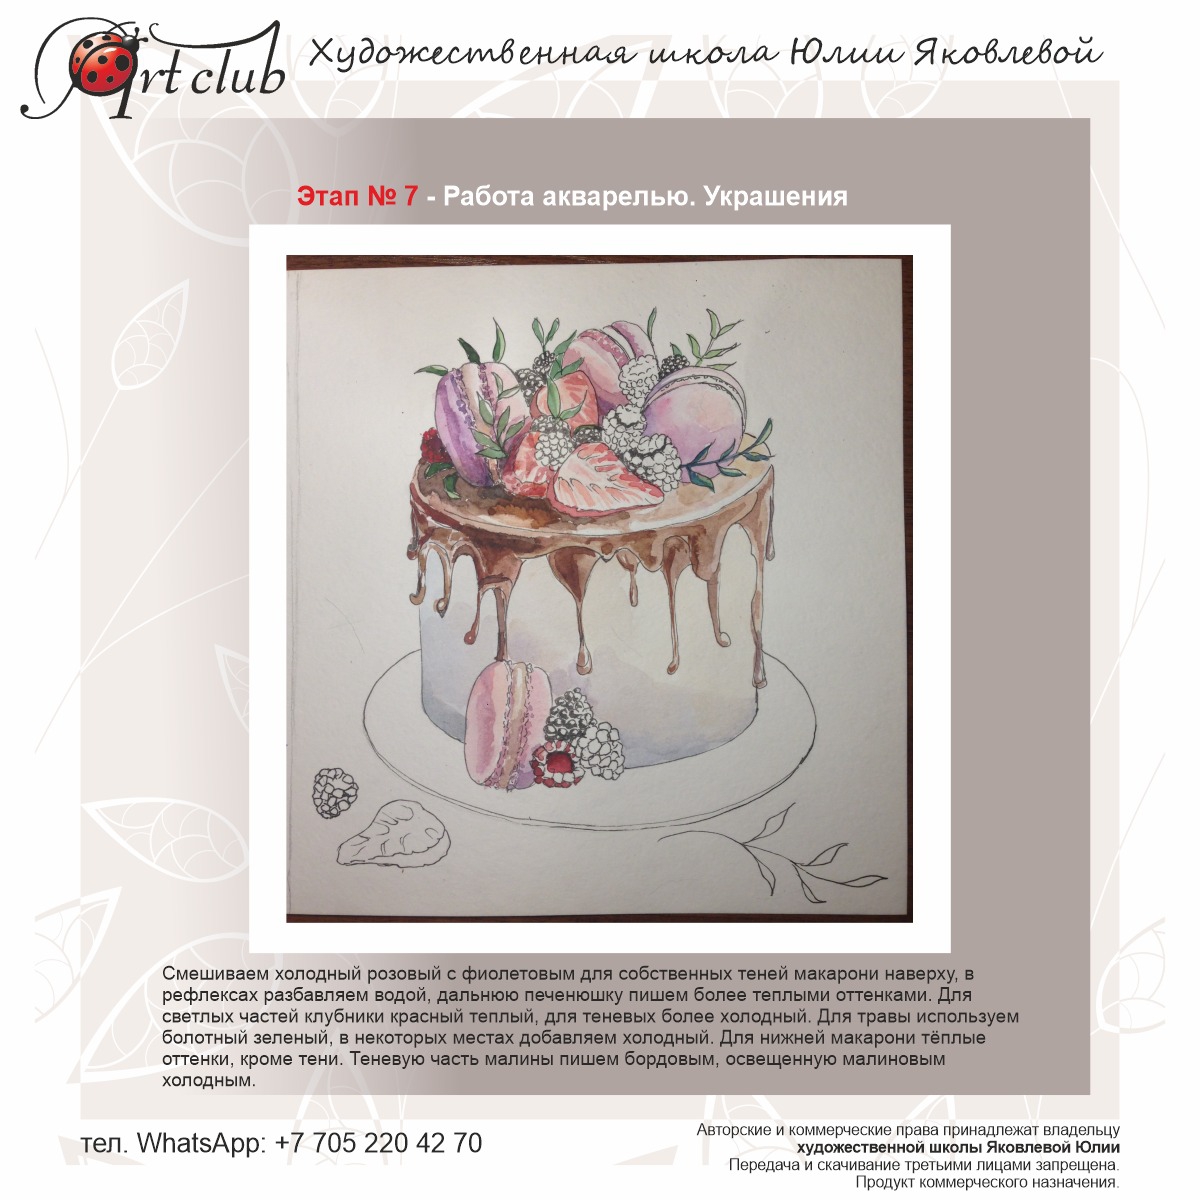 Art club
Художественная школа Юлии Яковлевой
Этап № 7 - Работа акварелью. Украшения
Смешиваем холодный розовый с фиолетовым для собственных теней макарони наверху, в
рефлексах разбавляем водой, дальнюю печенюшку пишем более теплыми оттенками. Для
светлых частей клубники красный теплый, для теневых более холодный. Для травы используем
болотный зеленый, в некоторых местах добавляем холодный. Для нижней макарони тёплые
оттенки, кроме тени. Теневую часть малины пишем бордовым, освещенную малиновым
холодным.
тел. WhatsApp: +7 705 220 42 70
Авторские и коммерческие права принадлежат владельцу
художественной школы Яковлевой Юлии
Передача и скачивание третьими лицами запрещена.
Продукт коммерческого назначения.